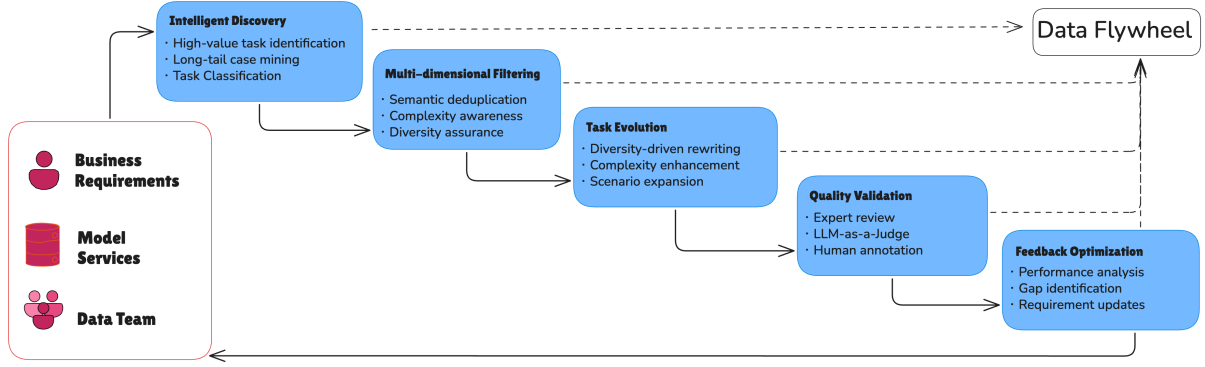 Intelligent Discovery
· High-value task identification
· Long-tail case mining
· Task Classification
Data Flywheel
Multi-dimensional Filtering
· Semantic deduplication
· Complexity awareness
· Diversity assurance
Task Evolution
· Diversity-driven rewriting
· Complexity enhancement
· Scenario expansion
Quality Validation
· Expert review
· LLM-as-a-Judge
· Human annotation
Feedback Optimization
· Performance analysis
· Gap identification
· Requirement updates
Business
Requirements
Model
Services
Data Team